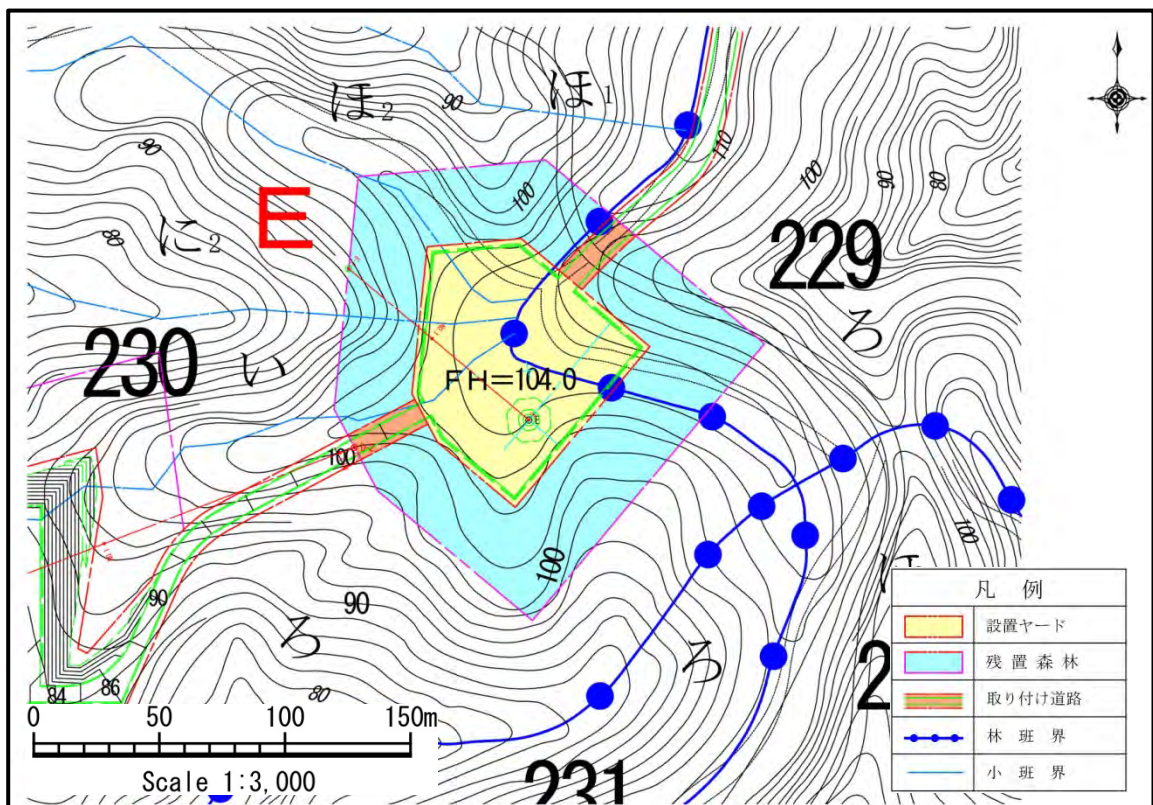 ほ2
ほ1
90
90
110
100
100
90
80
E
に2
80
229
ろ
230
い
FH=104.0
100
100
100
90
90
ろ
ろ
84
86
80
231
0 50 100 150m
Scale 1:3,000
凡 例
設置ヤード
残 置 森 林
取り付け道路
林 班 界
小 班 界